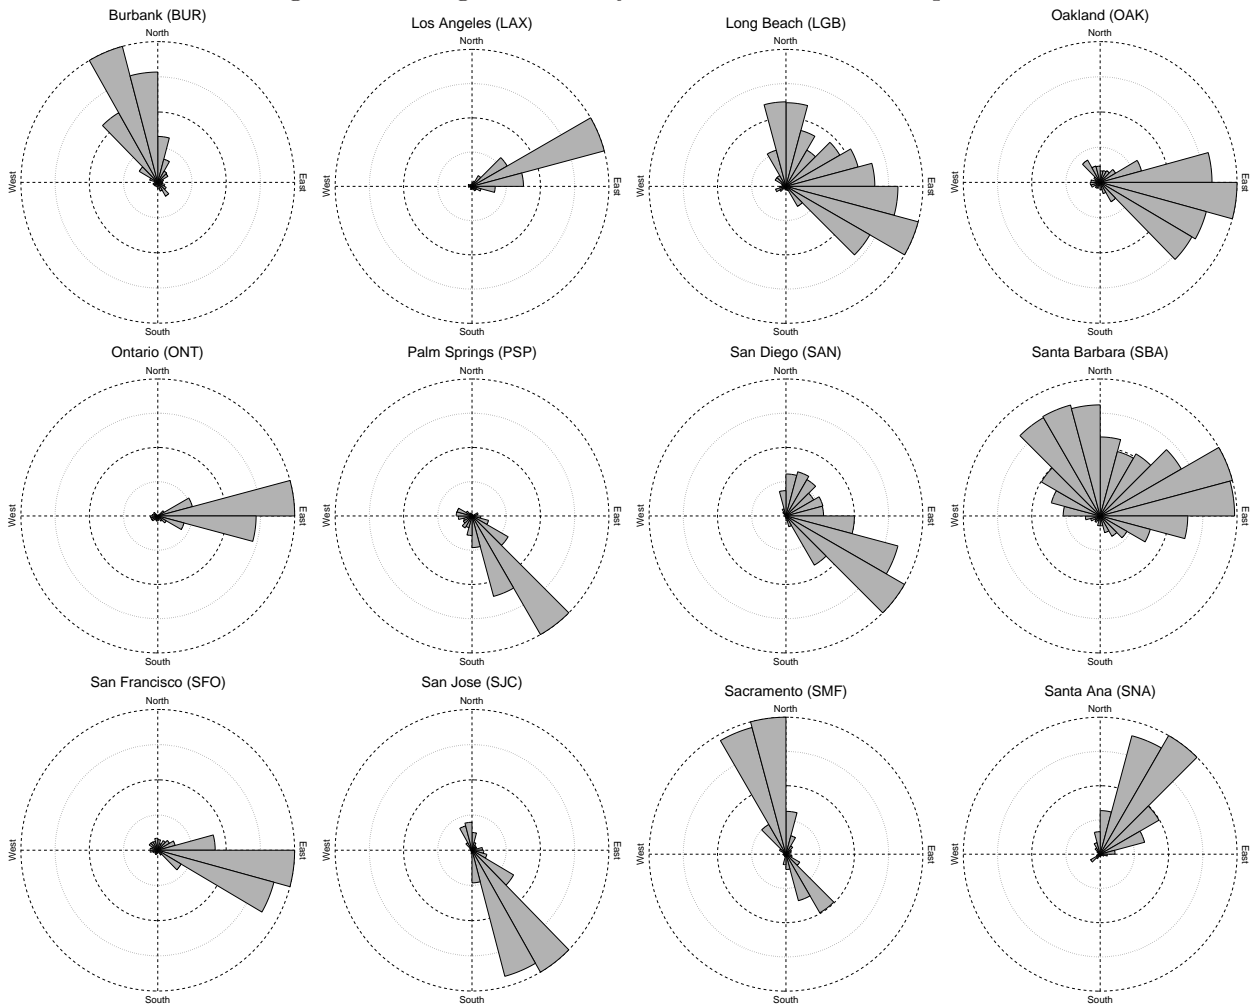 Burbank (BUR)
North
West
East
South
Los Angeles (LAX)
North
West
East
South
Long Beach (LGB)
North
West
East
South
Oakland (OAK)
North
West
East
South
Ontario (ONT)
North
West
East
South
Palm Springs (PSP)
North
West
East
South
San Diego (SAN)
North
West
East
South
Santa Barbara (SBA)
North
West
East
South
San Francisco (SFO)
North
West
East
South
San Jose (SJC)
North
West
East
South
Sacramento (SMF)
North
West
East
South
Santa Ana (SNA)
North
West
East
South